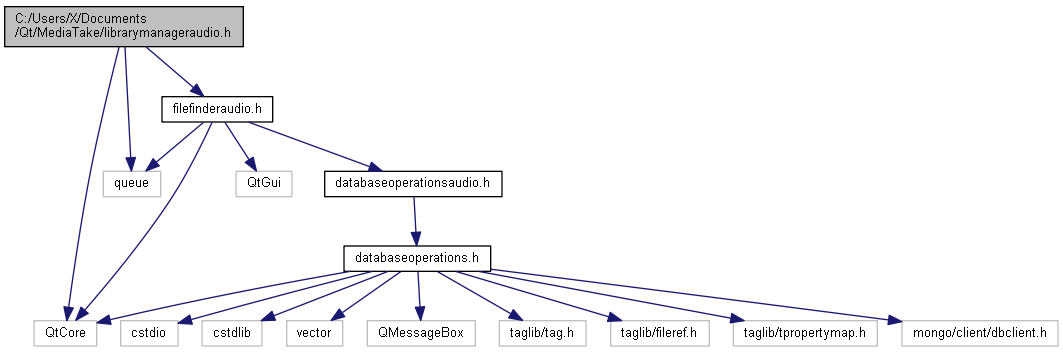 C:/Users/X/Documents
/Qt/MediaTake/librarymanageraudio.h
filefinderaudio.h
queue
QtGui
databaseoperationsaudio.h
databaseoperations.h
QtCore
cstdio
cstdlib
vector
QMessageBox
taglib/tag.h
taglib/fileref.h
taglib/tpropertymap.h
mongo/client/dbclient.h